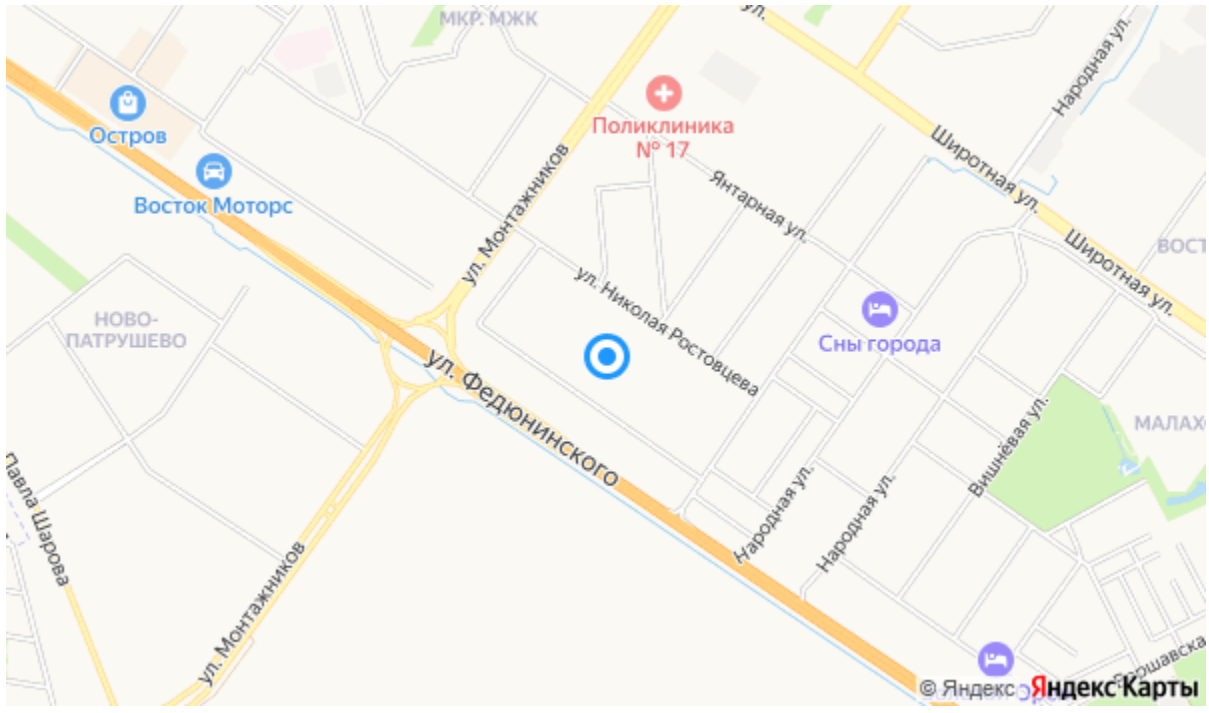 ул.
МКР. МЖК
Народная ул.
Остров
Поликлиника
№ 17
Широтная ул.
Восток Моторс
ул. Монтажников
Янтарная ул.
Широтная ул.
ВОСТ
НОВО-
ПАТРУШЕВО
ул. Николая Ростовцева
Сны города
ул. Федюнинского
Вишнёвая ул.
МАЛАХ
Павла Шарова
Народная ул.
Народная ул.
ул. Монтажников
© Яндекс Яндекс Карты